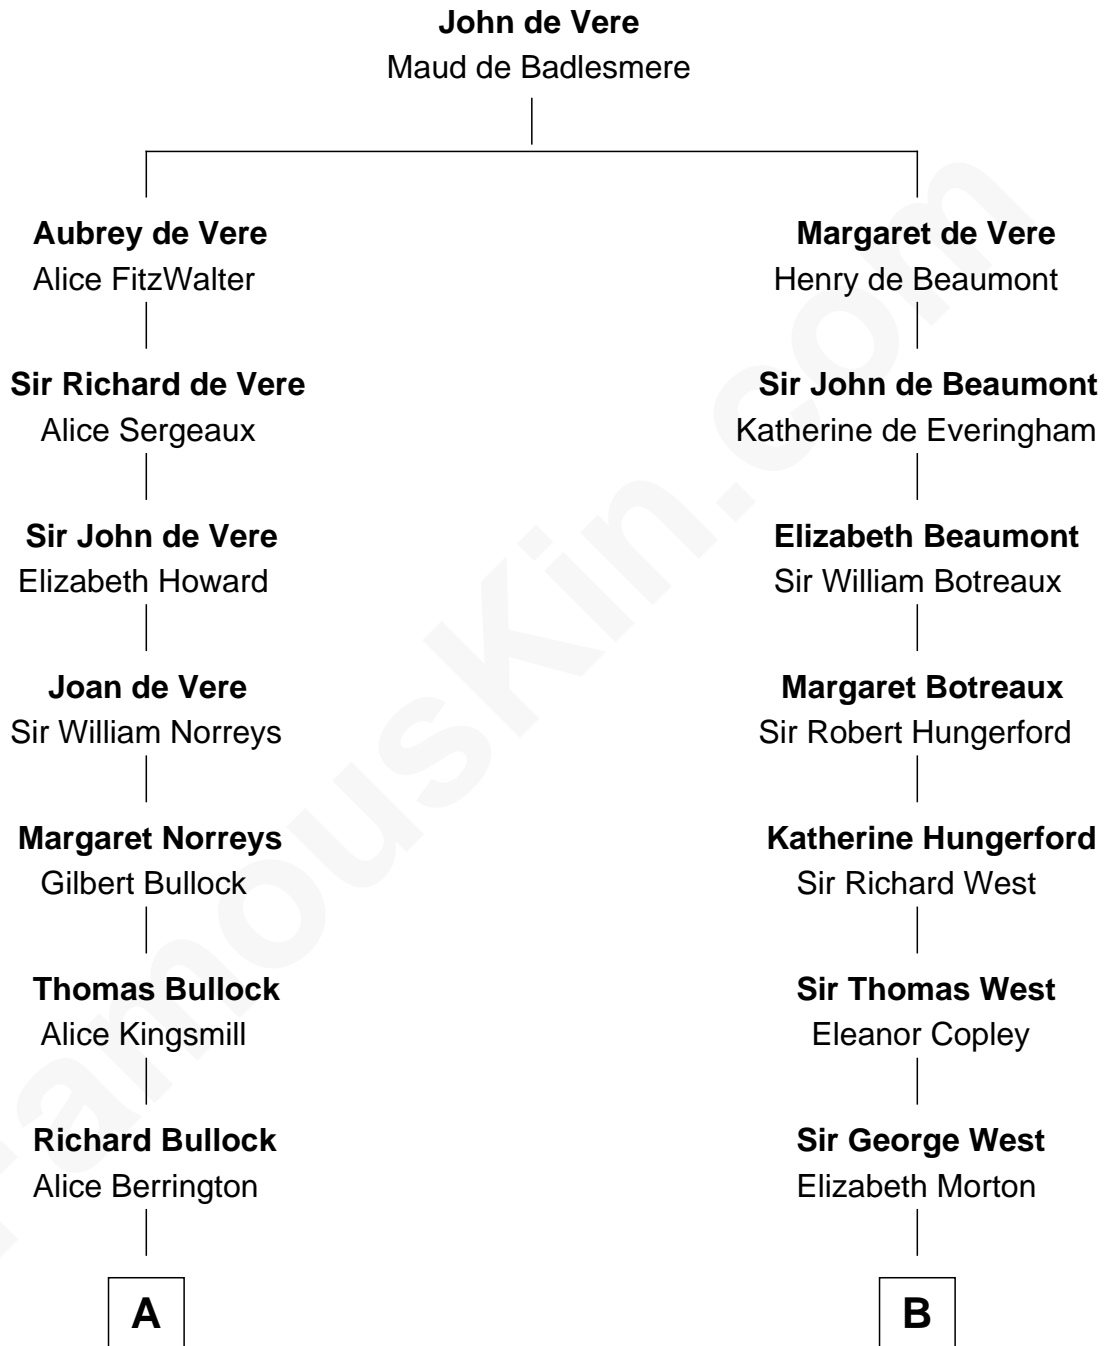 John de Vere
Maud de Badlesmere
Aubrey de Vere
Alice FitzWalter
Margaret de Vere
Henry de Beaumont
Sir Richard de Vere
Alice Sergeaux
Sir John de Beaumont
Katherine de Everingham
Sir John de Vere
Elizabeth Howard
Elizabeth Beaumont
Sir William Botreaux
Joan de Vere
Sir William Norreys
Margaret Botreaux
Sir Robert Hungerford
Margaret Norreys
Gilbert Bullock
Katherine Hungerford
Sir Richard West
Thomas Bullock
Alice Kingsmill
Sir Thomas West
Eleanor Copley
Richard Bullock
Alice Berrington
Sir George West
Elizabeth Morton
A
B
FamousKin.com